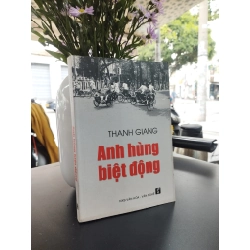 THANH GIANG
Anh hùng
biệt động